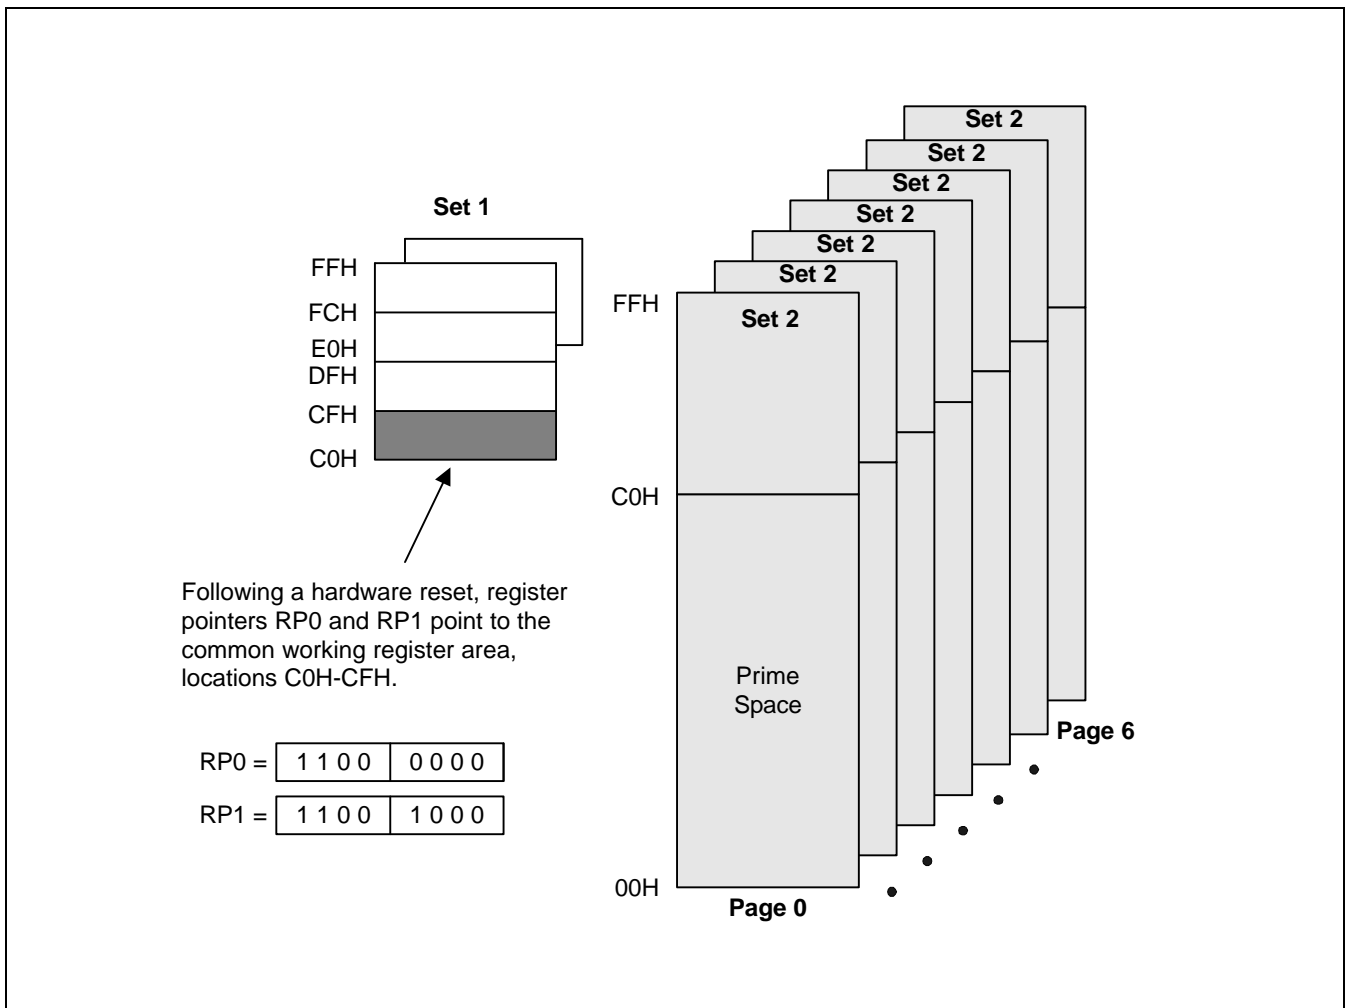 Set 1
FFH
FCH
E0H
DFH
CFH
C0H
Following a hardware reset, register
pointers RP0 and RP1 point to the
common working register area,
locations C0H-CFH.
RP0 = 1 1 0 0 0 0 0 0
RP1 = 1 1 0 0 1 0 0 0
Set 2
Set 2
Set 2
Set 2
Set 2
Set 2
Set 2
FFH
C0H
Prime
Space
00H
Page 0
Page 6